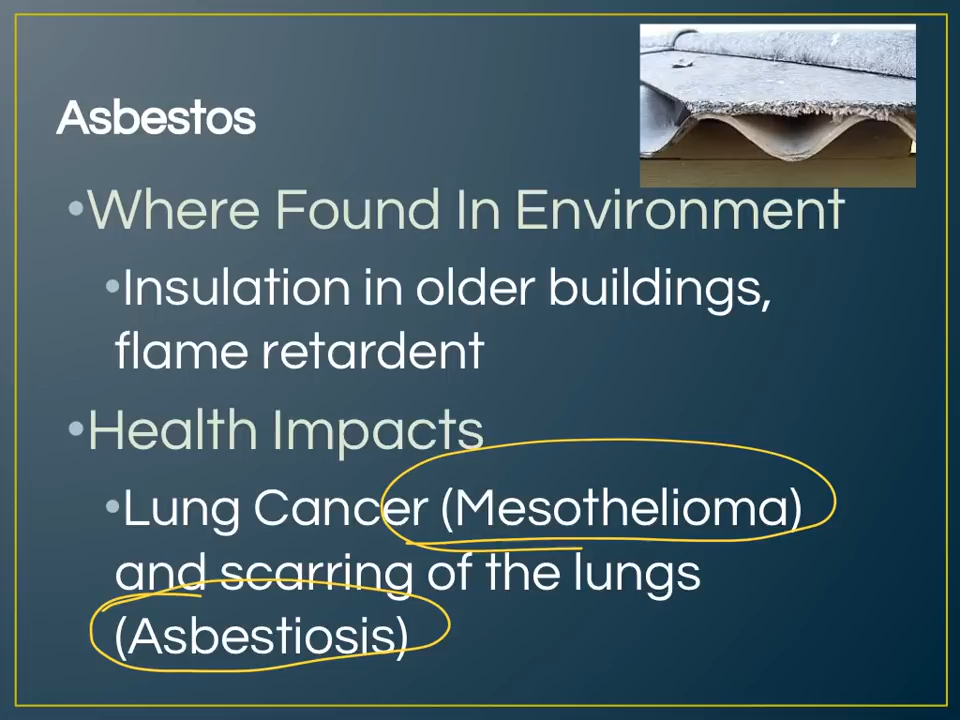 Asbestos
•Where Found In Environment
•Insulation in older buildings,
flame retardent
•Health Impacts
•Lung Cancer (Mesothelioma)
and scarring of the lungs
(Asbestiosis)